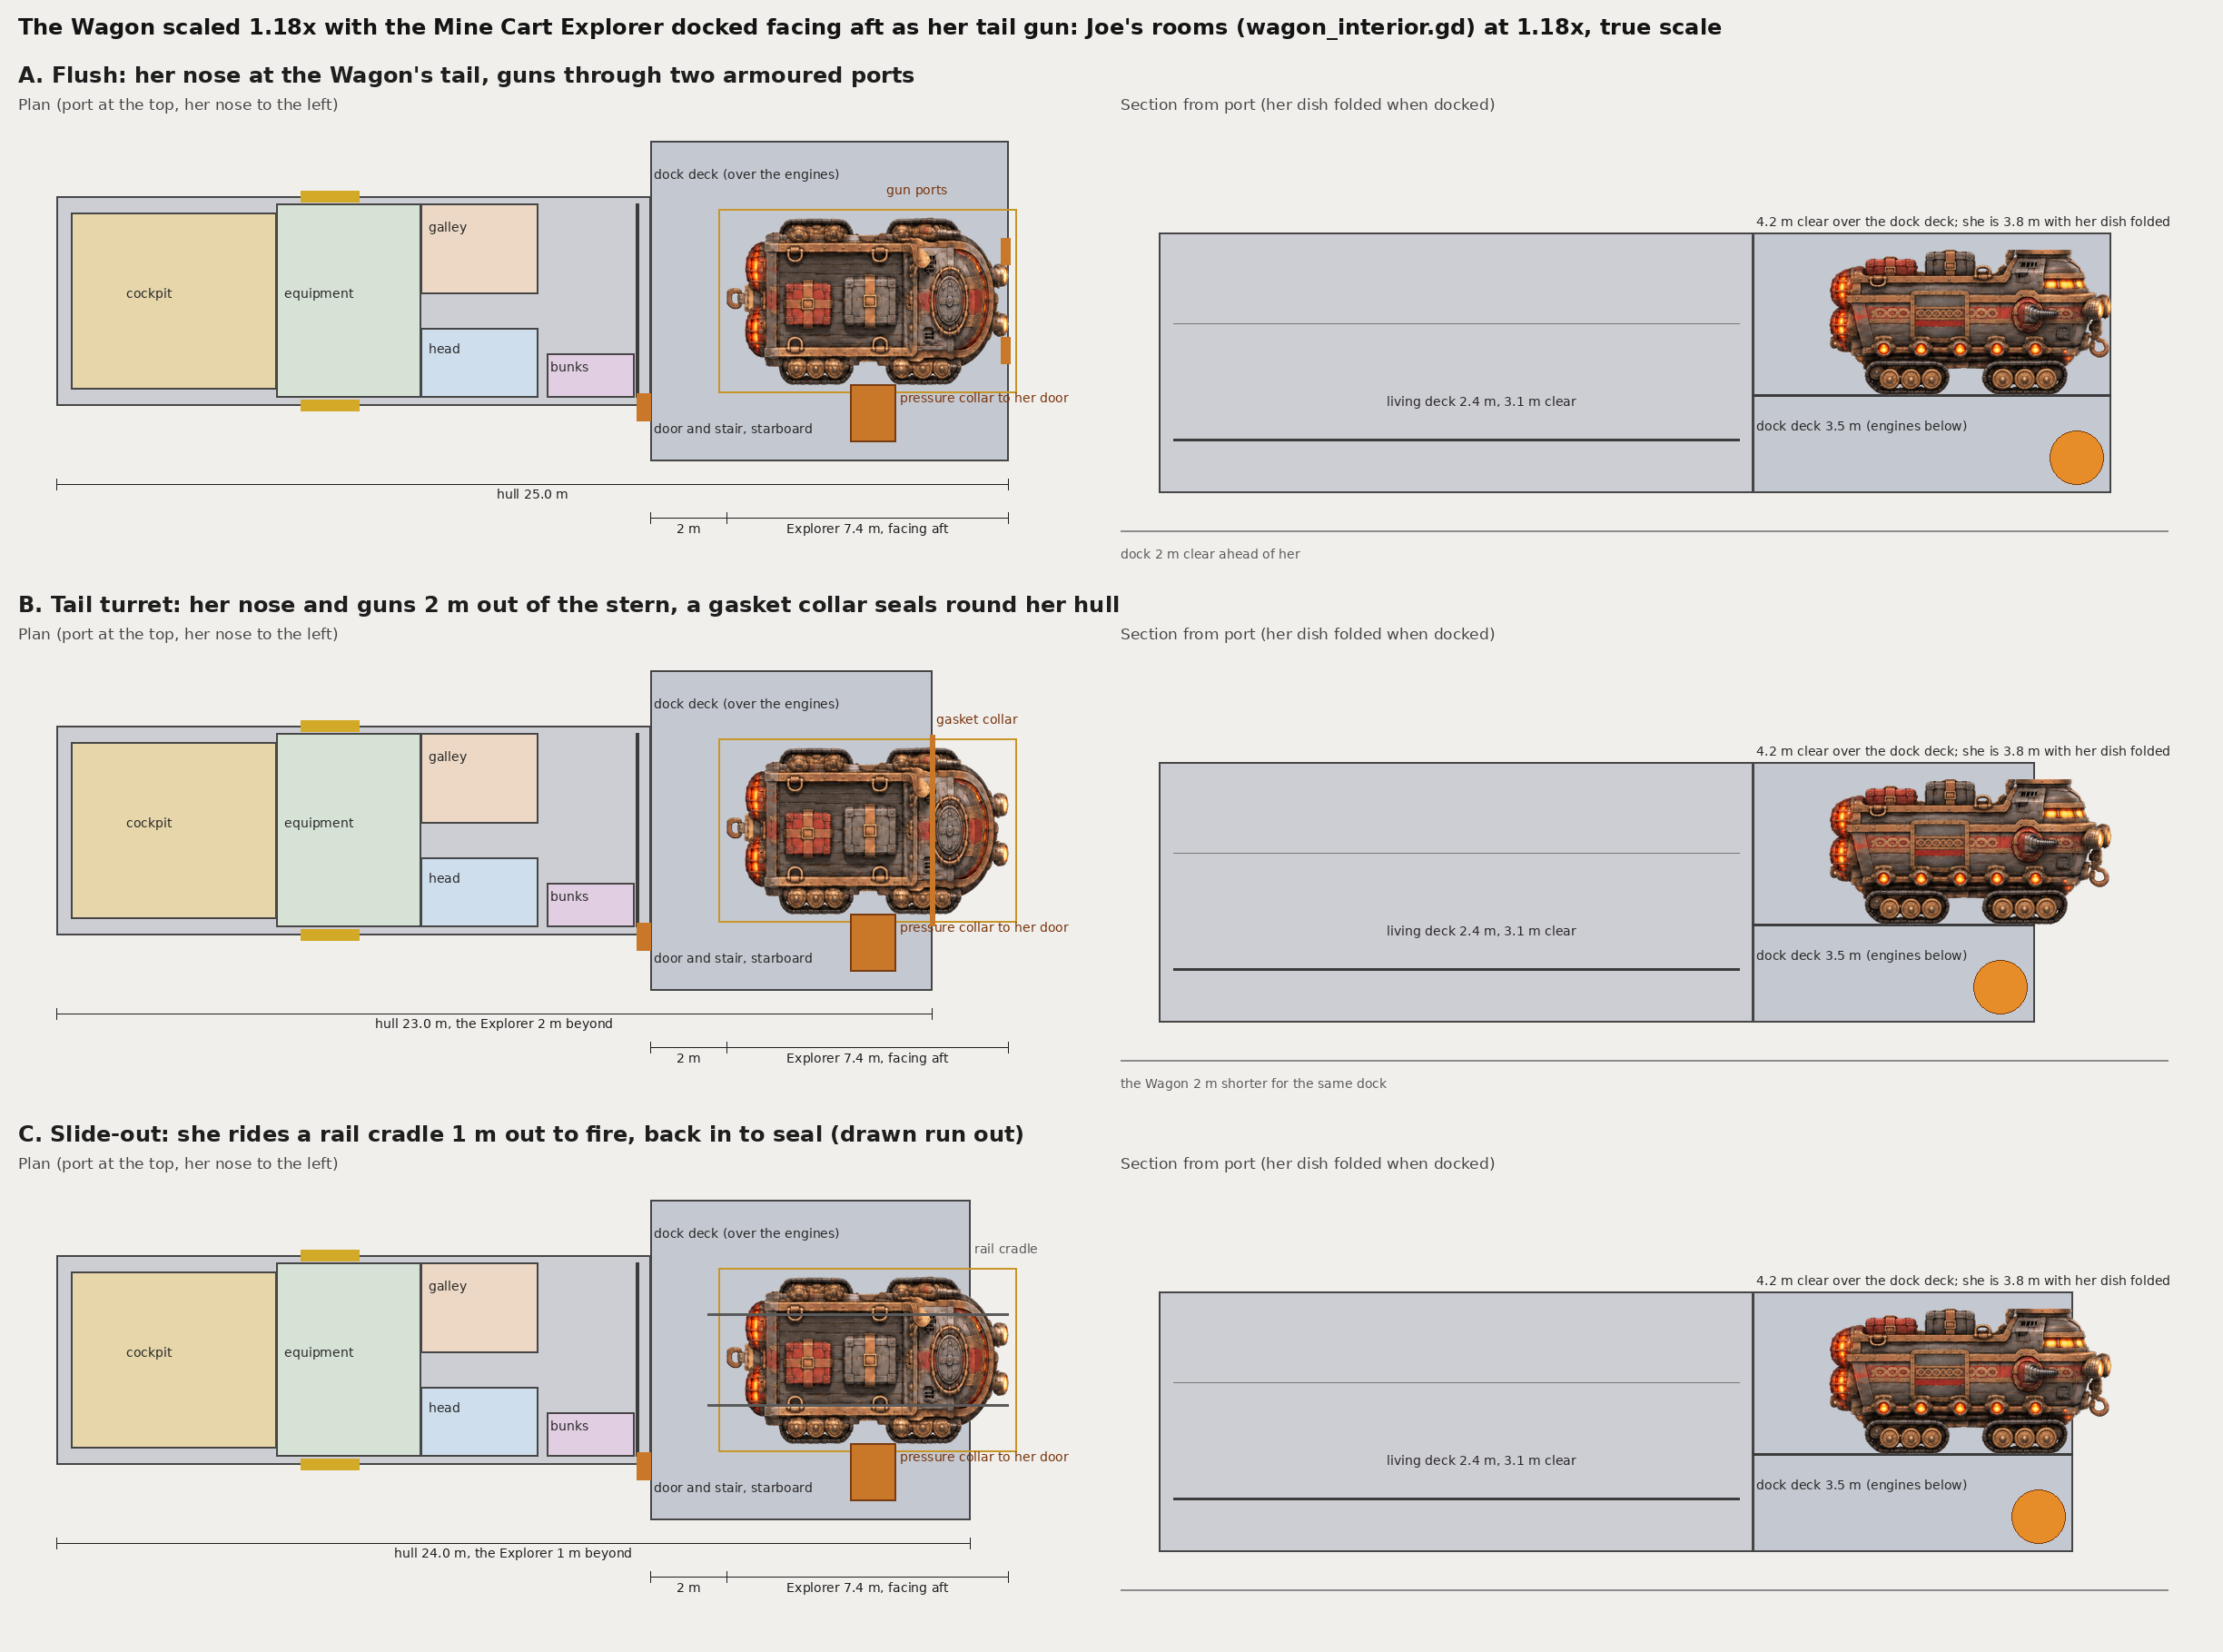 The Wagon scaled 1.18x with the Mine Cart Explorer docked facing aft as her tail gun: Joe's rooms (wagon_interior.gd) at 1.18x, true scale
A. Flush: her nose at the Wagon's tail, guns through two armoured ports
Plan (port at the top, her nose to the left)
Section from port (her dish folded when docked)
dock deck (over the engines)
gun ports
galley
cockpit
equipment
head
bunks
pressure collar to her door
door and stair, starboard
hull 25.0 m
2 m
Explorer 7.4 m, facing aft
4.2 m clear over the dock deck; she is 3.8 m with her dish folded
living deck 2.4 m, 3.1 m clear
dock deck 3.5 m (engines below)
dock 2 m clear ahead of her
B. Tail turret: her nose and guns 2 m out of the stern, a gasket collar seals round her hull
Plan (port at the top, her nose to the left)
Section from port (her dish folded when docked)
dock deck (over the engines)
gasket collar
galley
cockpit
equipment
head
bunks
pressure collar to her door
door and stair, starboard
hull 23.0 m, the Explorer 2 m beyond
2 m
Explorer 7.4 m, facing aft
4.2 m clear over the dock deck; she is 3.8 m with her dish folded
living deck 2.4 m, 3.1 m clear
dock deck 3.5 m (engines below)
the Wagon 2 m shorter for the same dock
C. Slide-out: she rides a rail cradle 1 m out to fire, back in to seal (drawn run out)
Plan (port at the top, her nose to the left)
Section from port (her dish folded when docked)
dock deck (over the engines)
rail cradle
galley
cockpit
equipment
head
bunks
pressure collar to her door
door and stair, starboard
hull 24.0 m, the Explorer 1 m beyond
2 m
Explorer 7.4 m, facing aft
4.2 m clear over the dock deck; she is 3.8 m with her dish folded
living deck 2.4 m, 3.1 m clear
dock deck 3.5 m (engines below)